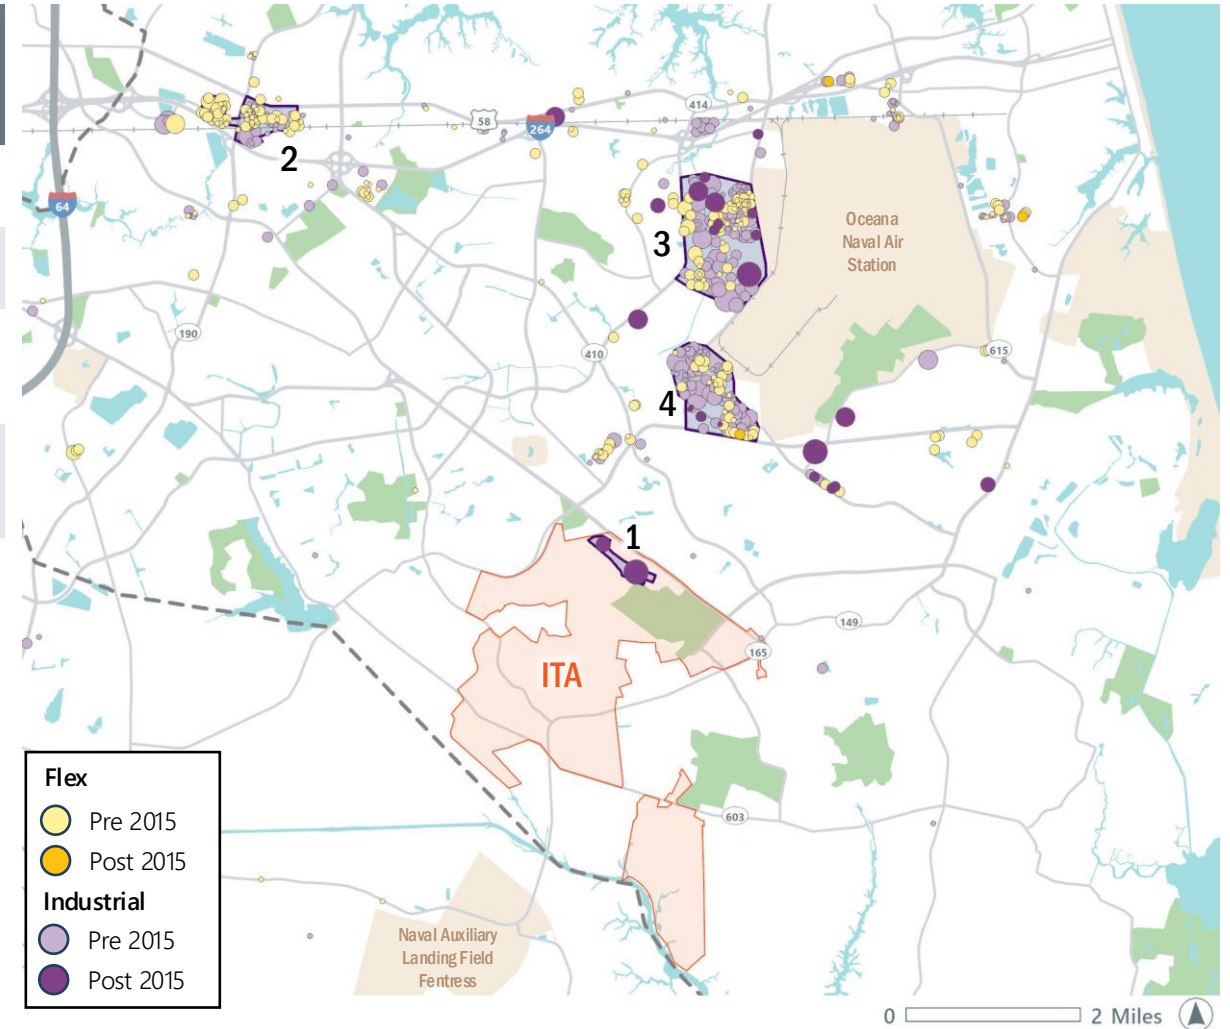 414
58
264
2
64
3
Oceana
Naval Air
Station
190
410
615
4
1
149
165
ITA
603
Flex
Pre 2015
Post 2015
Industrial
Pre 2015
Post 2015
Naval Auxiliary
Landing Field
Fentress
0 2 Miles